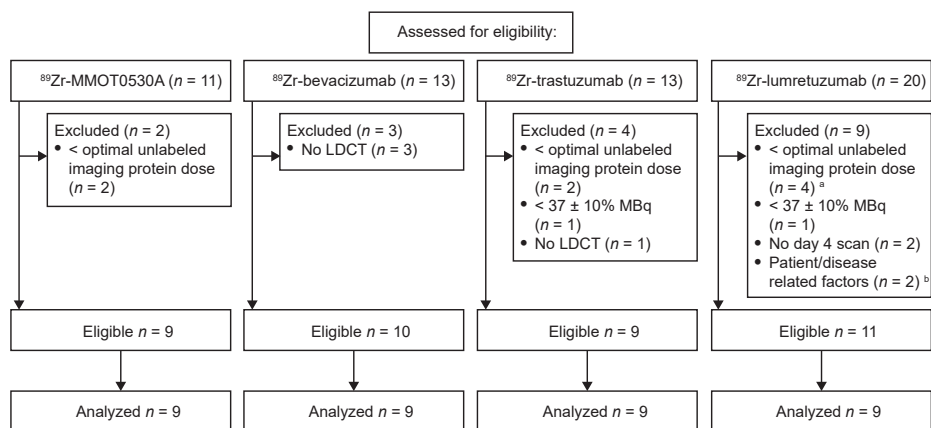 Assessed for eligibility:
⁸⁹Zr-MMOT0530A (n = 11)
Excluded (n = 2)
• < optimal unlabeled
imaging protein dose
(n = 2)
Eligible n = 9
Analyzed n = 9
⁸⁹Zr-bevacizumab (n = 13)
Excluded (n = 3)
• No LDCT (n = 3)
Eligible n = 10
Analyzed n = 9
⁸⁹Zr-trastuzumab (n = 13)
Excluded (n = 4)
• < optimal unlabeled
imaging protein dose
(n = 2)
• < 37 ± 10% MBq
(n = 1)
• No LDCT (n = 1)
Eligible n = 9
Analyzed n = 9
⁸⁹Zr-lumretuzumab (n = 20)
Excluded (n = 9)
• < optimal unlabeled
imaging protein dose
(n = 4) ᵃ
• < 37 ± 10% MBq
(n = 1)
• No day 4 scan (n = 2)
• Patient/disease
related factors (n = 2) ᵇ
Eligible n = 11
Analyzed n = 9